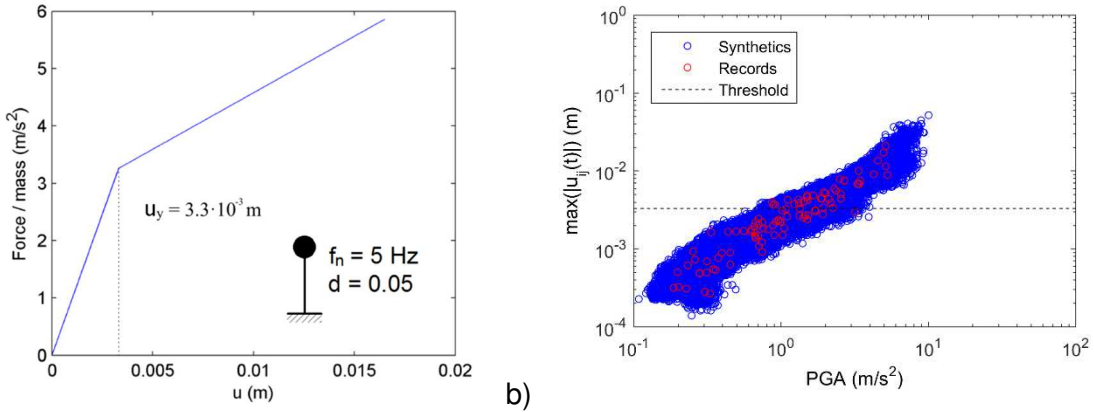 6
5
4
3
2
1
0
Force / mass (m/s²)
0
0.005
0.01
0.015
0.02
u (m)
uy = 3.3·10⁻³ m
fn = 5 Hz
d = 0.05
b)
10⁰
10⁻¹
10⁻²
10⁻³
10⁻⁴
max(|uij(t)|) (m)
Synthetics
Records
Threshold
10⁻¹
10⁰
10¹
10²
PGA (m/s²)